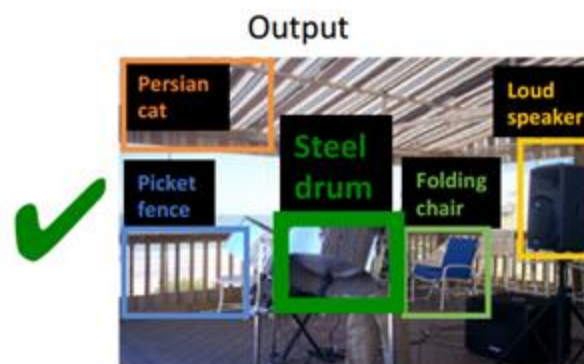 Output
Persian
cat
Loud
speaker
Steel
drum
Picket
fence
Folding
chair